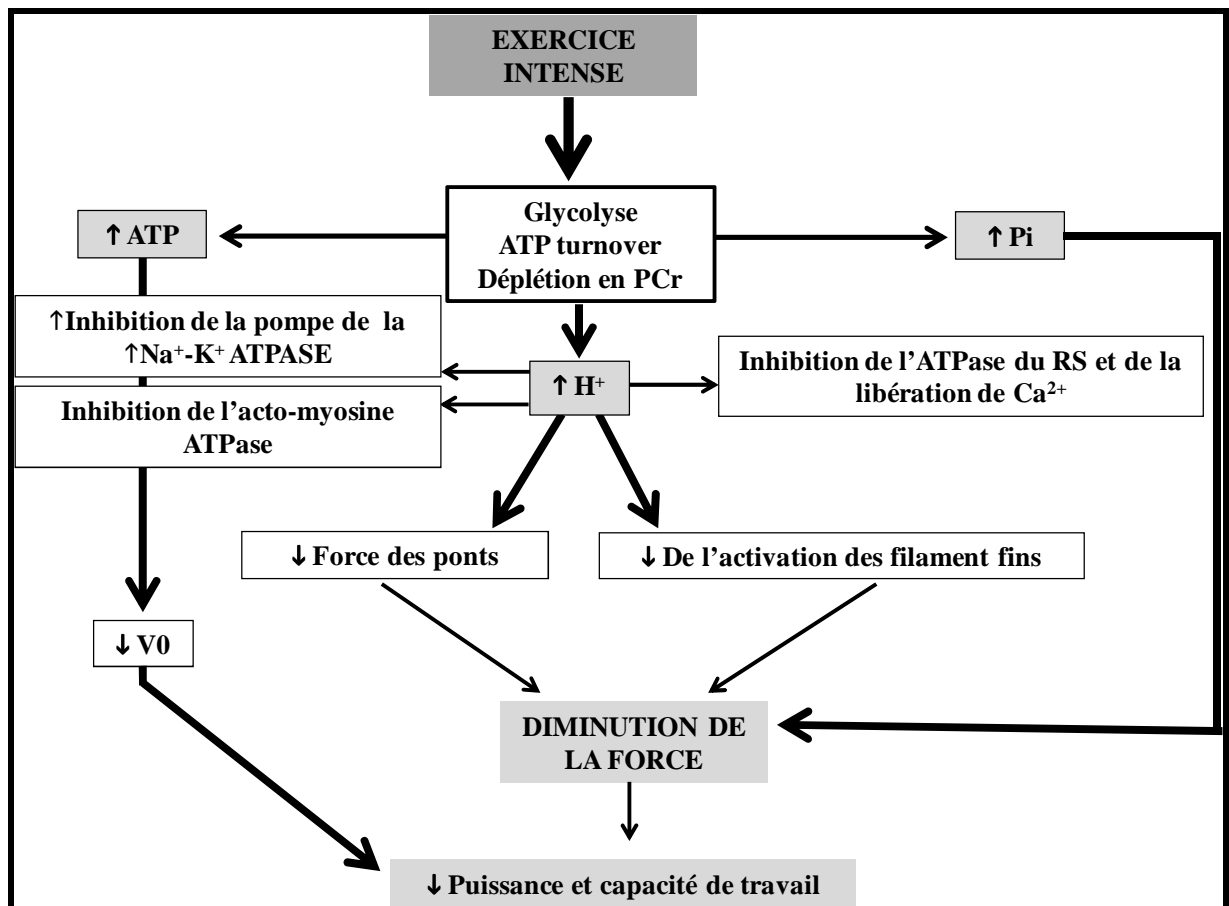 EXERCICE
INTENSE
Glycolyse
ATP turnover
Déplétion en PCr
↑ ATP
↑ Pi
↑Inhibition de la pompe de la
↑Na⁺-K⁺ ATPASE
Inhibition de l’acto-myosine
ATPase
↑ H⁺
Inhibition de l’ATPase du RS et de la
libération de Ca²⁺
↓ Force des ponts
↓ De l’activation des filament fins
↓ V0
DIMINUTION DE
LA FORCE
↓ Puissance et capacité de travail